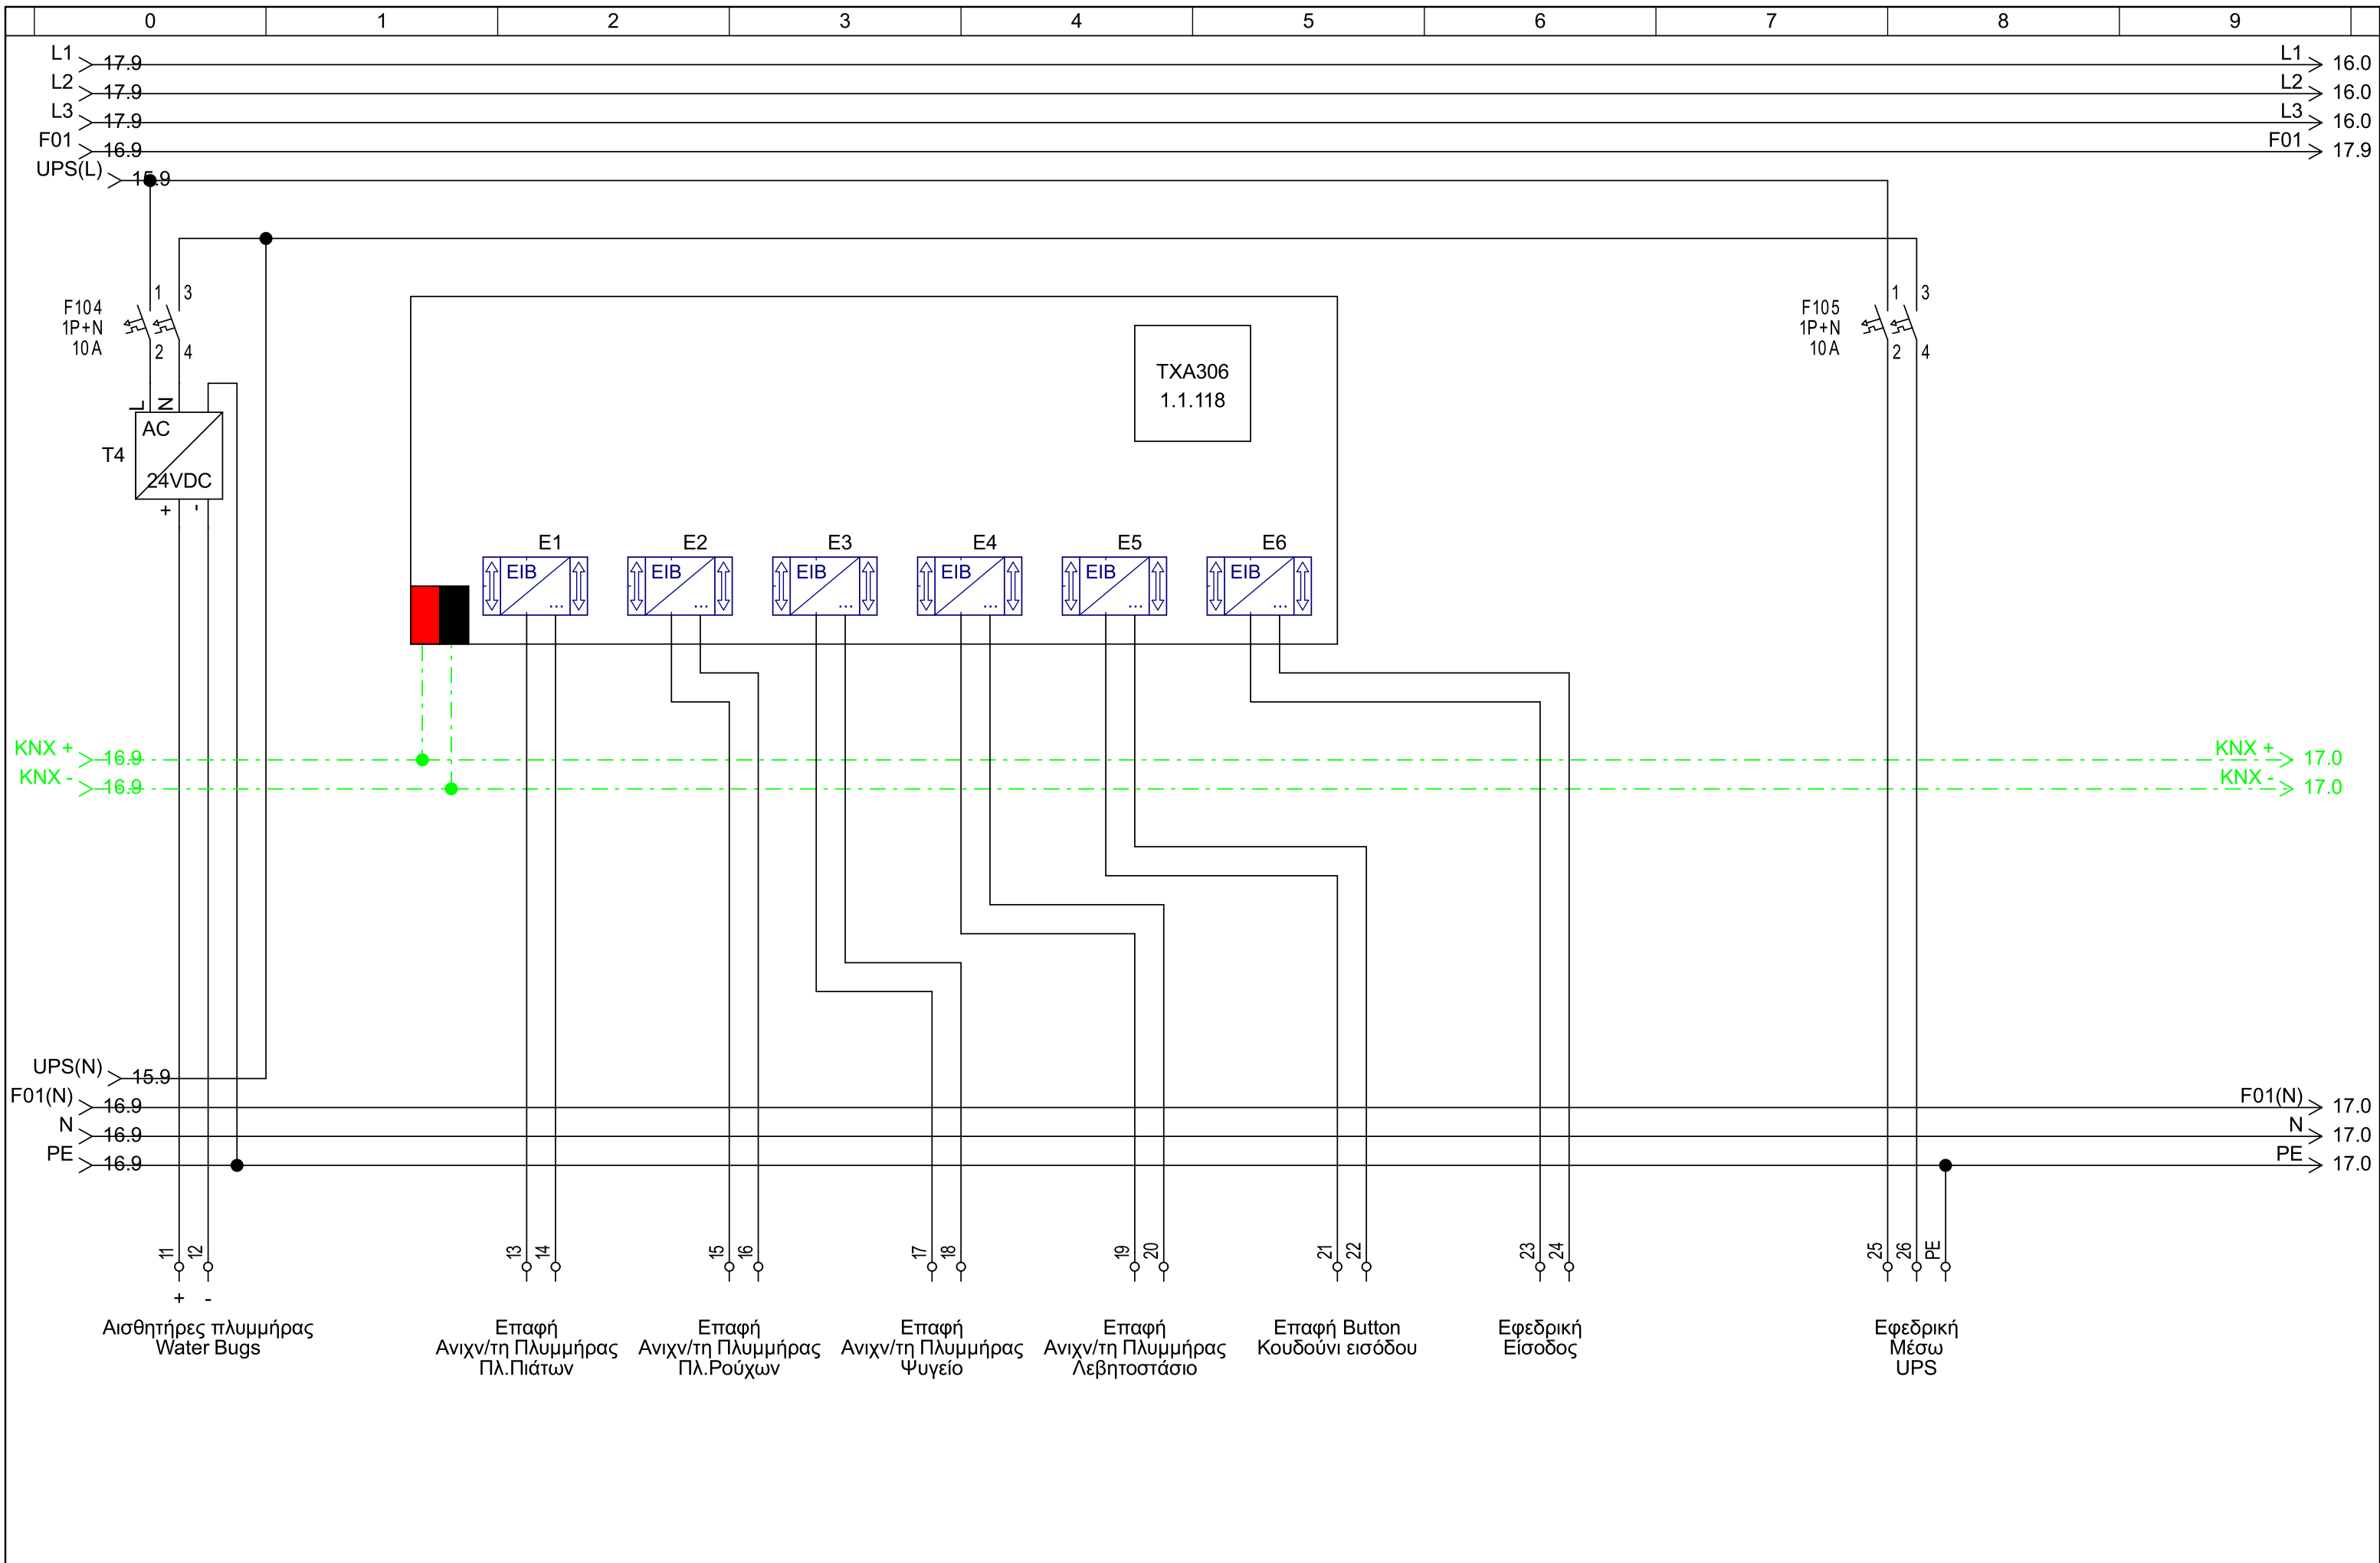 0 1 2 3 4 5 6 7 8 9
L1 17.9 L1 16.0
L2 17.9 L2 16.0
L3 17.9 L3 16.0
F01 16.9 F01 17.9
UPS(L) 15.9
1 3
F104
1P+N
10A
2 4
1 3
F105
1P+N
10A
2 4
TXA306
1.1.118
L N
AC
T4
24VDC
+ -
E1 E2 E3 E4 E5 E6
EIB EIB EIB EIB EIB EIB
... ... ... ... ... ...
KNX + 16.9 KNX + 17.0
KNX - 16.9 KNX - 17.0
UPS(N) 15.9
F01(N) 16.9 F01(N) 17.0
N 16.9 N 17.0
PE 16.9 PE 17.0
11 12 13 14 15 16 17 18 19 20 21 22 23 24 25 26 PE
+ -
Αισθητήρες πλυμμήρας
Water Bugs
Επαφή
Ανιχν/τη Πλυμμήρας
Πλ.Πιάτων
Επαφή
Ανιχν/τη Πλυμμήρας
Πλ.Ρούχων
Επαφή
Ανιχν/τη Πλυμμήρας
Ψυγείο
Επαφή
Ανιχν/τη Πλυμμήρας
Λεβητοστάσιο
Επαφή Button
Κουδούνι εισόδου
Εφεδρική
Είσοδος
Εφεδρική
Μέσω
UPS